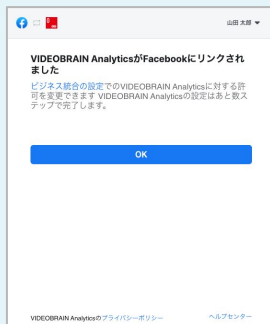 山田 太郎
VIDEOBRAIN AnalyticsがFacebookにリンクされ
ました
ビジネス統合の設定でのVIDEOBRAIN Analyticsに対する許
可を変更できます VIDEOBRAIN Analyticsの設定はあと数ス
テップで完了します。
OK
VIDEOBRAIN Analyticsのプライバシーポリシー
ヘルプセンター